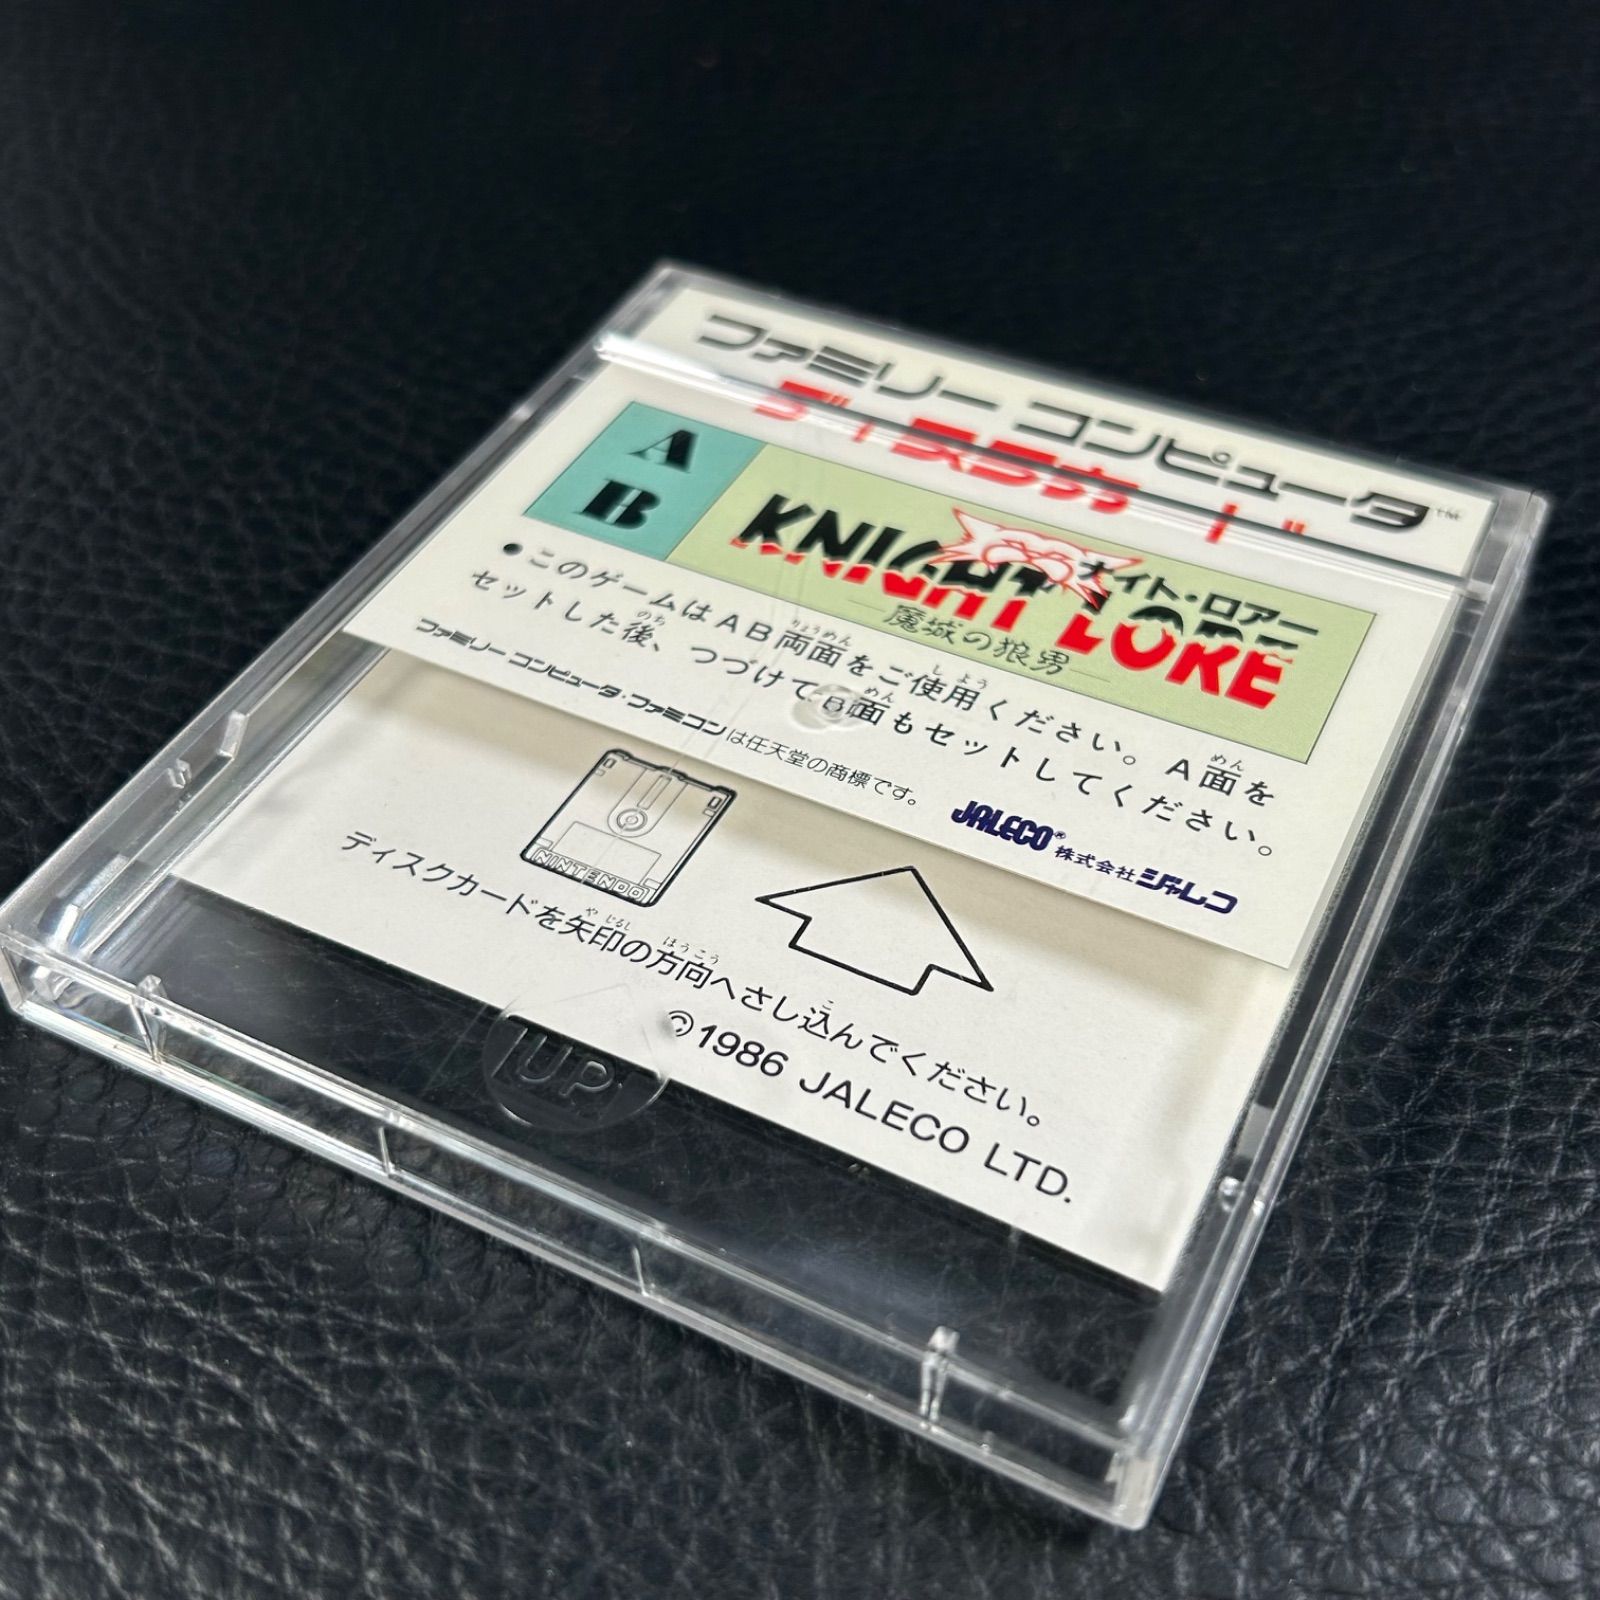 ファミリー コンピュータ™
ディスクカード
A
B
KNIGHT LORE
ナイト・ロアー
魔城の狼男
●このゲームはAB両面をご使用ください。A面を
セットした後、つづけてB面もセットしてください。
ファミリー コンピュータ・ファミコンは任天堂の商標です。
JALECO® 株式会社ジャレコ
NINTENDO
ディスクカードを矢印の方向へさし込んでください。
UP
©1986 JALECO LTD.